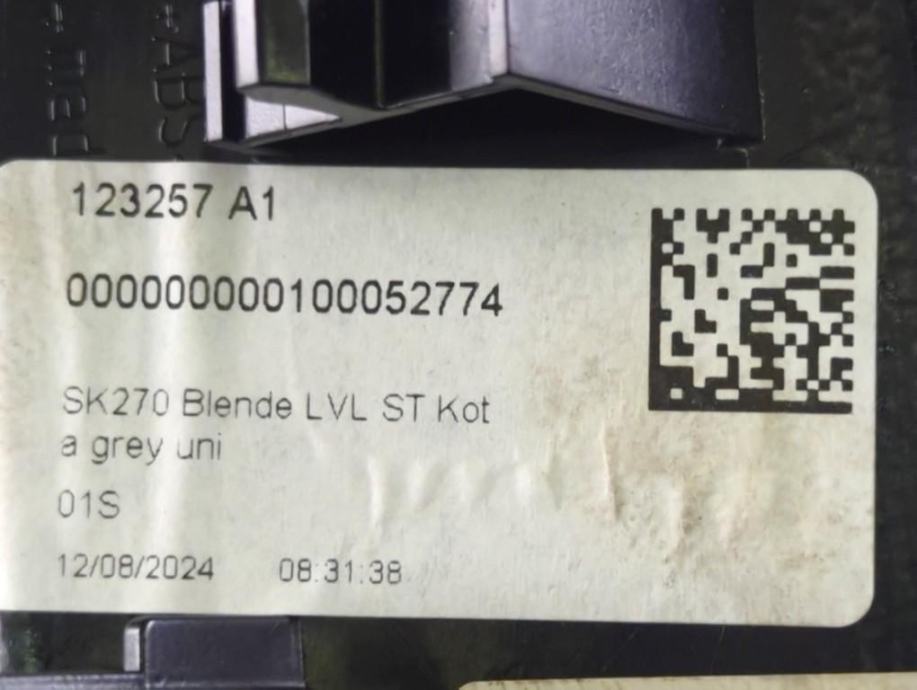 123257 A1
000000000100052774
SK270 Blende LVL ST Kot
a grey uni
01S
12/08/2024 08:31:38